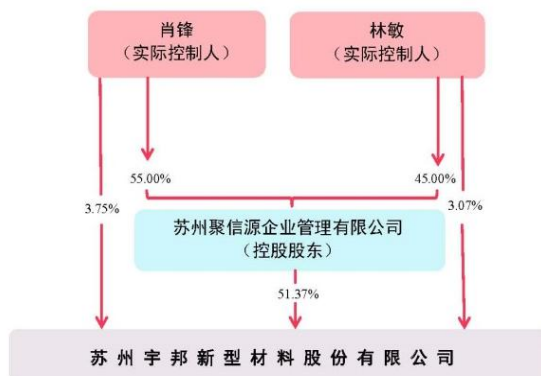 肖锋
（实际控制人）
林敏
（实际控制人）
55.00%
45.00%
3.75%
3.07%
苏州聚信源企业管理有限公司
（控股股东）
51.37%
苏州宇邦新型材料股份有限公司